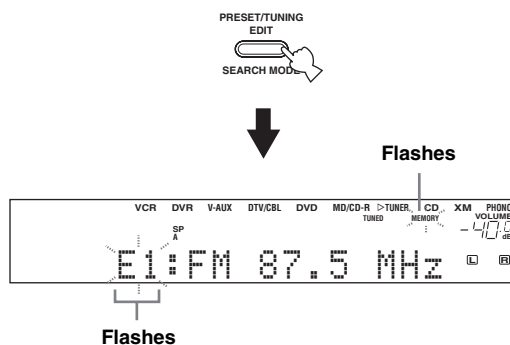 PRESET/TUNING
EDIT
SEARCH MODE
Flashes
VCR DVR V-AUX DTV/CBL DVD MD/CD-R ▷TUNER CD XM PHONO
TUNED MEMORY VOLUME
SP
A
-40.0
dB
E1:FM 87.5 MHz L R
Flashes